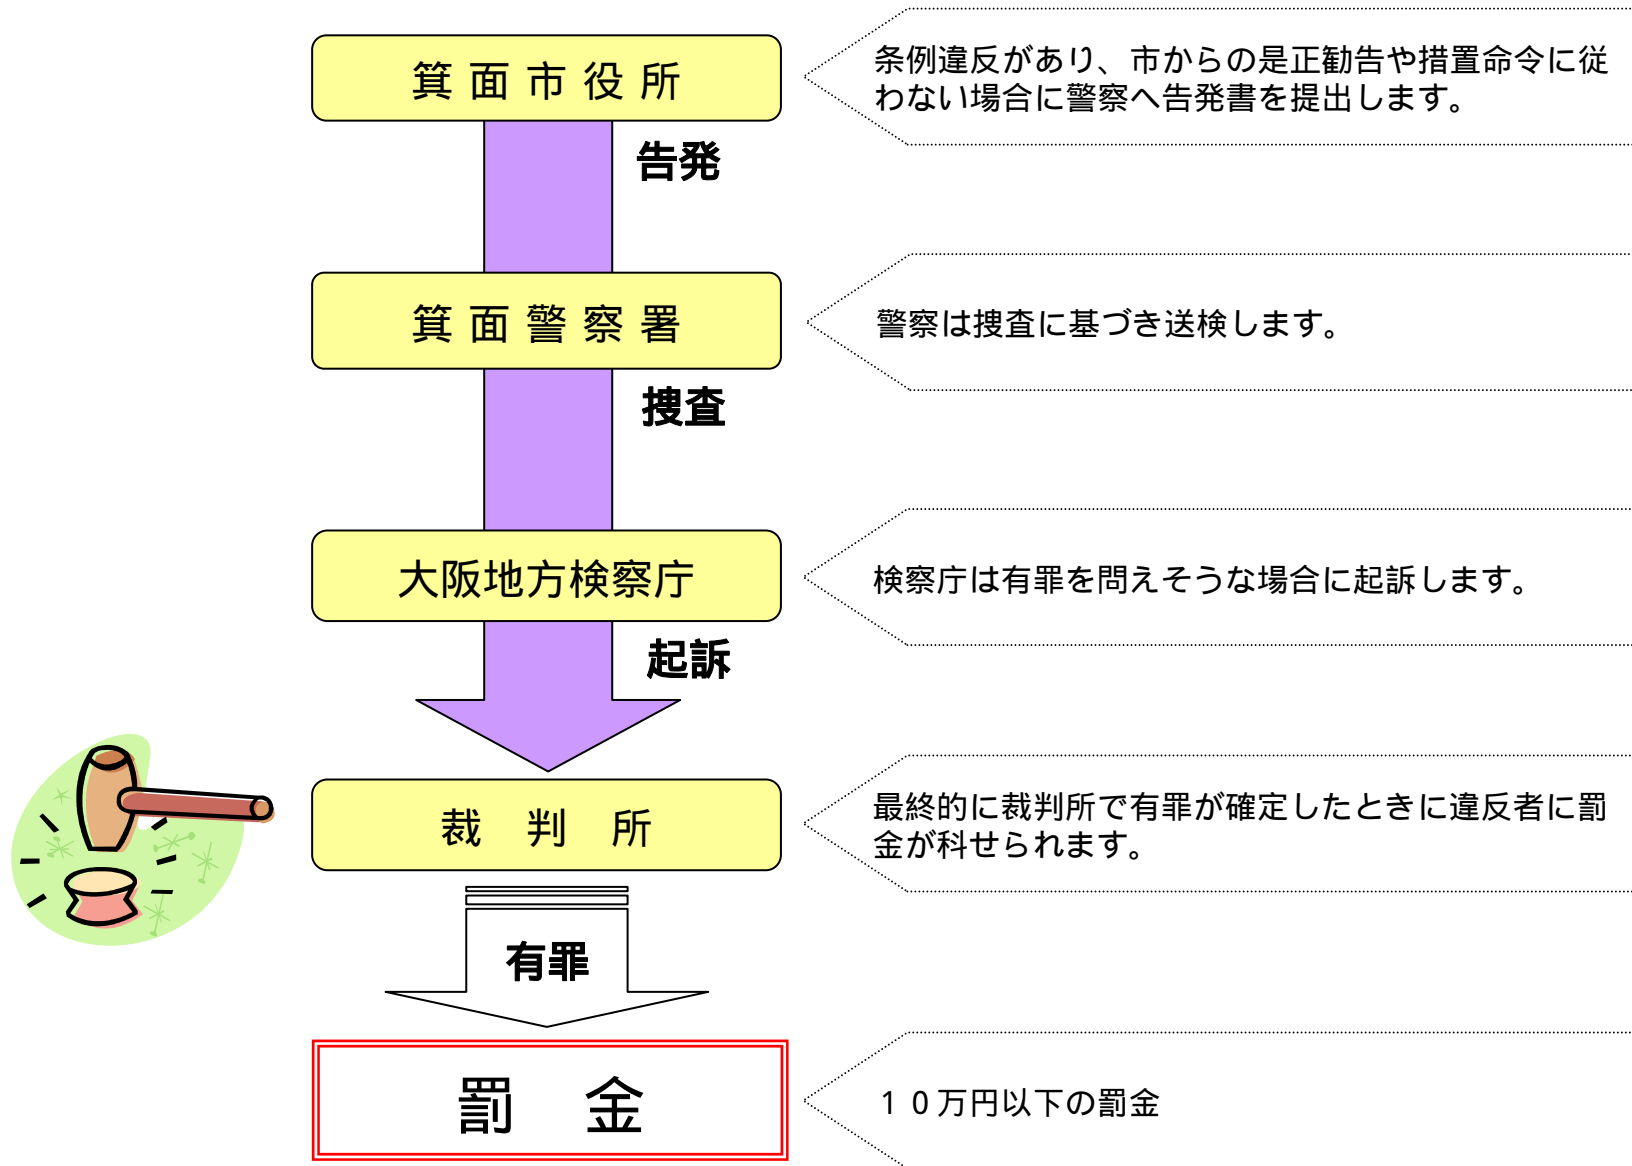 箕面市役所
条例違反があり、市からの是正勧告や措置命令に従
わない場合に警察へ告発書を提出します。
告発
箕面警察署
警察は捜査に基づき送検します。
捜査
大阪地方検察庁
検察庁は有罪を問えそうな場合に起訴します。
起訴
裁判所
最終的に裁判所で有罪が確定したときに違反者に罰
金が科せられます。
有罪
罰金
１０万円以下の罰金